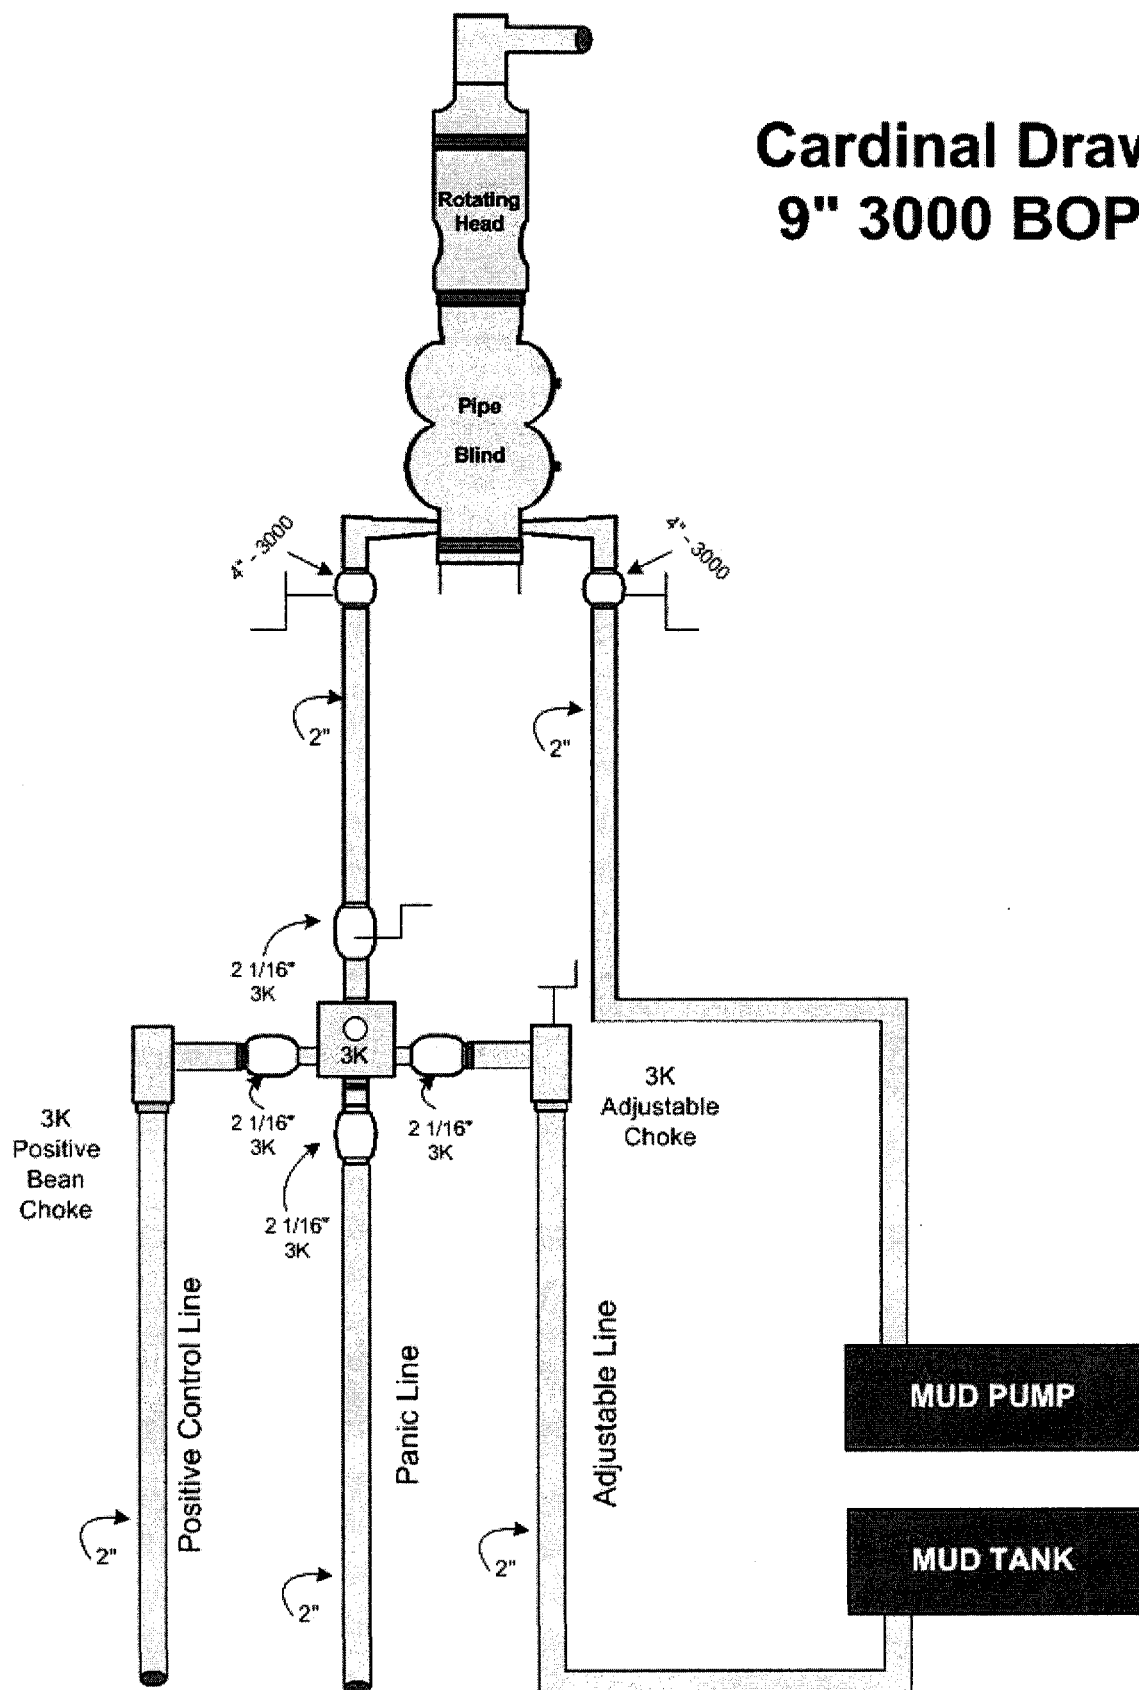 Cardinal Draw
9" 3000 BOP
Rotating
Head
Pipe
Blind
4" - 3000
4" - 3000
2"
2"
2 1/16"
3K
3K
2 1/16"
3K
2 1/16"
3K
3K
Adjustable
Choke
3K
Positive
Bean
Choke
2 1/16"
3K
Positive Control Line
Panic Line
Adjustable Line
MUD PUMP
MUD TANK
2"
2"
2"